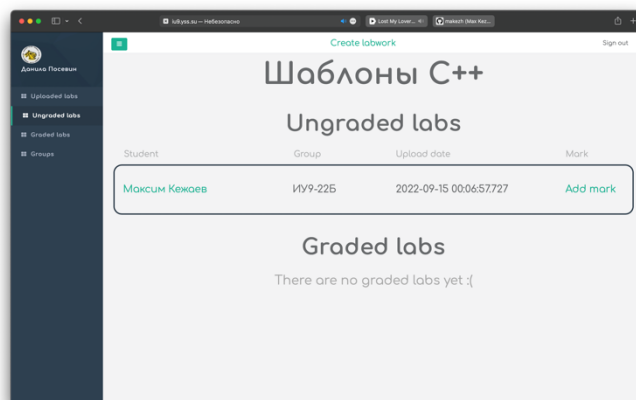 iu9.yss.su — Небезопасно
Lost My Lover...
makezh (Max Kez...
Create labwork
Sign out
Данила Посевин
Uploaded labs
Ungraded labs
Graded labs
Groups
Шаблоны C++
Ungraded labs
Student Group Upload date Mark
Максим Кежаев ИУ9-22Б 2022-09-15 00:06:57.727 Add mark
Graded labs
There are no graded labs yet :(